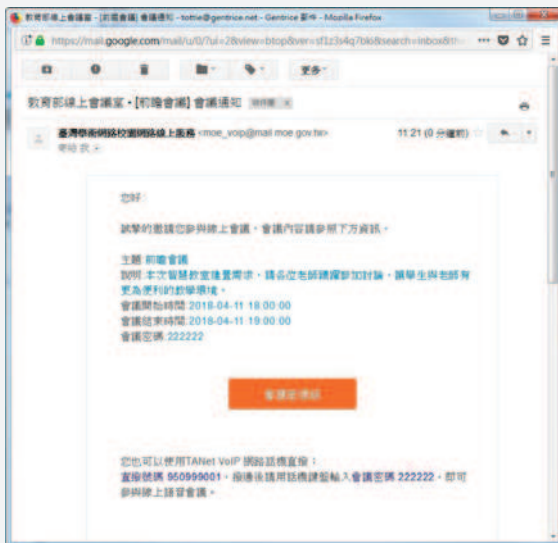 教育部線上會議室 - [前瞻會議] 會議通知 - tottie@gentrice.net - Gentrice 郵件 - Mozilla Firefox
https://mail.google.com/mail/u/0/?ui=2&view=btop&ver=
更多
教育部線上會議室 - [前瞻會議] 會議通知
臺灣學術網路校園網路線上服務 <moe_voip@mail.moe.gov.tw>
11:21 (0 分鐘前)
寄給 我
您好:
誠摯的邀請您參與線上會議，會議內容請參照下方資訊。
主題:前瞻會議
說明:本次智慧教室建置需求，請各位老師踴躍參加討論，讓學生與老師有
更為便利的教學環境。
會議開始時間:2018-04-11 18:00:00
會議結束時間:2018-04-11 19:00:00
會議密碼:222222
您也可以使用TANet VoIP 網路話機直撥：
直撥號碼 950999001，撥通後請用話機鍵盤輸入會議密碼 222222，即可
參與線上語音會議。